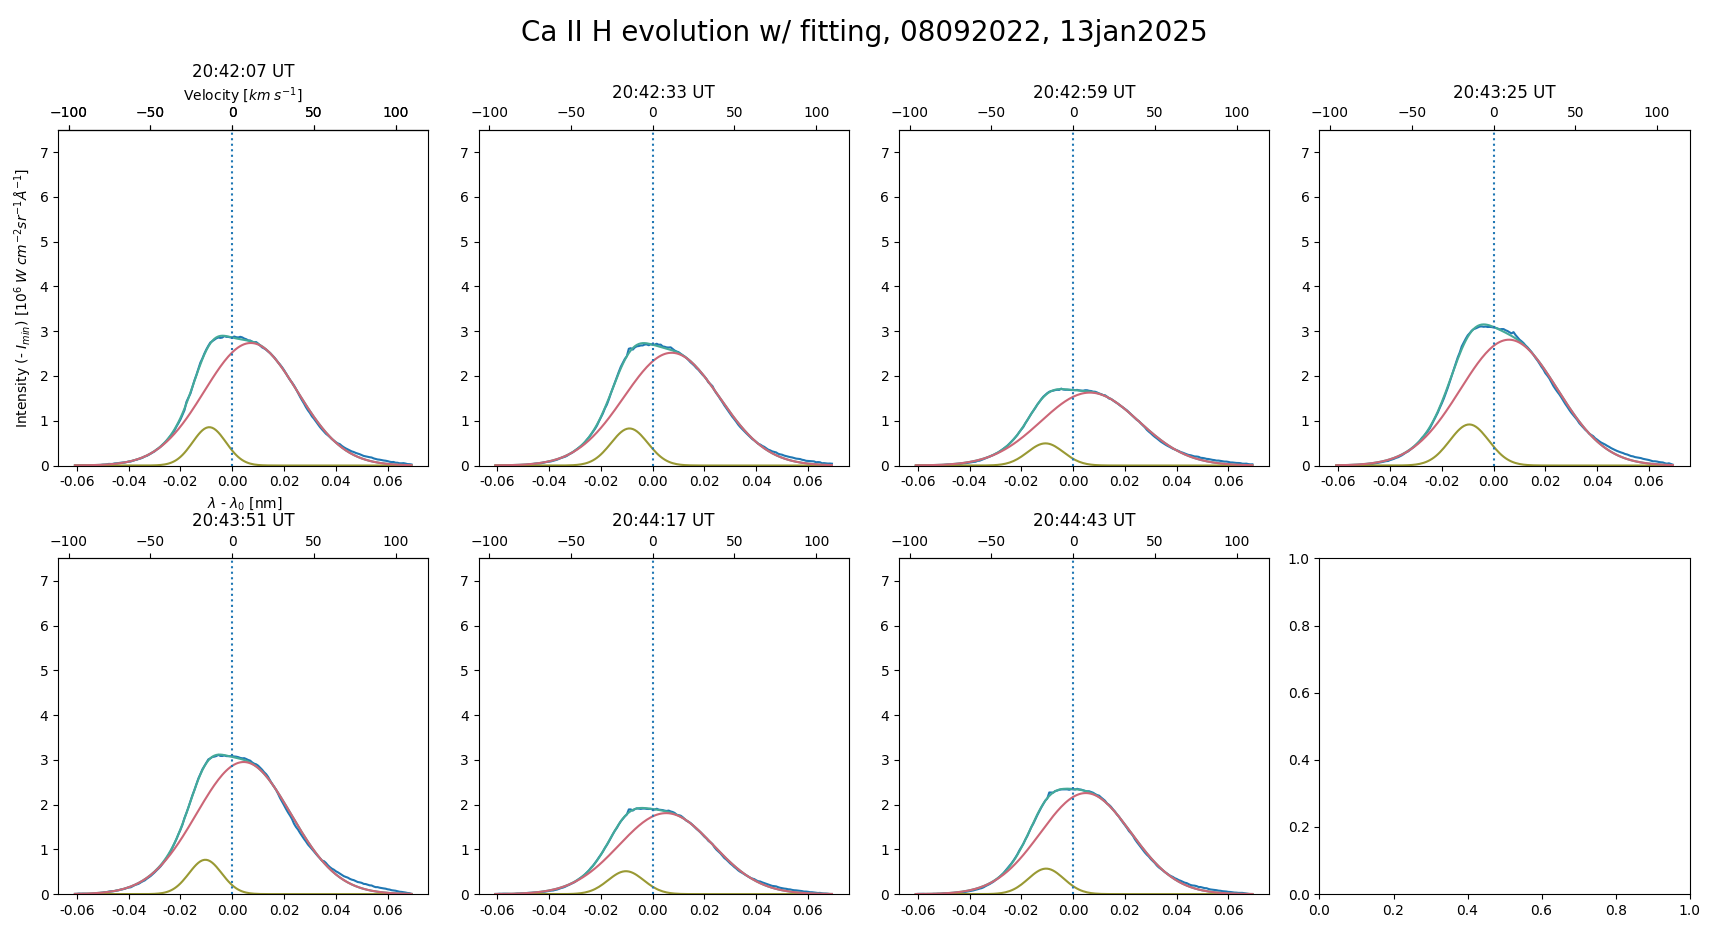 Ca II H evolution w/ fitting, 08092022, 13jan2025
20:42:07 UT
Velocity [km s⁻¹]
−100 −50 0 50 100
7
6
5
4
3
2
1
0
Intensity (- I_min) [10⁶ W cm⁻²sr⁻¹Å⁻¹]
-0.06 -0.04 -0.02 0.00 0.02 0.04 0.06
λ - λ₀ [nm]
20:42:33 UT
−100 −50 0 50 100
7
6
5
4
3
2
1
0
-0.06 -0.04 -0.02 0.00 0.02 0.04 0.06
20:42:59 UT
−100 −50 0 50 100
7
6
5
4
3
2
1
0
-0.06 -0.04 -0.02 0.00 0.02 0.04 0.06
20:43:25 UT
−100 −50 0 50 100
7
6
5
4
3
2
1
0
-0.06 -0.04 -0.02 0.00 0.02 0.04 0.06
20:43:51 UT
−100 −50 0 50 100
7
6
5
4
3
2
1
0
-0.06 -0.04 -0.02 0.00 0.02 0.04 0.06
20:44:17 UT
−100 −50 0 50 100
7
6
5
4
3
2
1
0
-0.06 -0.04 -0.02 0.00 0.02 0.04 0.06
20:44:43 UT
−100 −50 0 50 100
7
6
5
4
3
2
1
0
-0.06 -0.04 -0.02 0.00 0.02 0.04 0.06
1.0
0.8
0.6
0.4
0.2
0.0
0.0 0.2 0.4 0.6 0.8 1.0